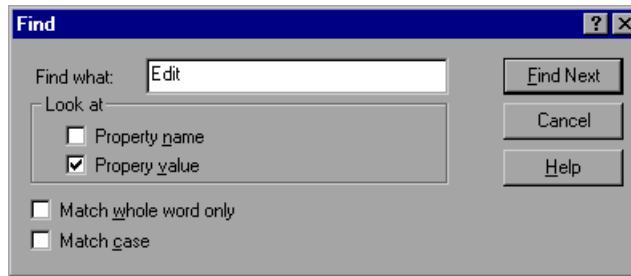 Find
Find what: Edit
Find Next
Look at
Cancel
Property name
Propery value
Help
Match whole word only
Match case